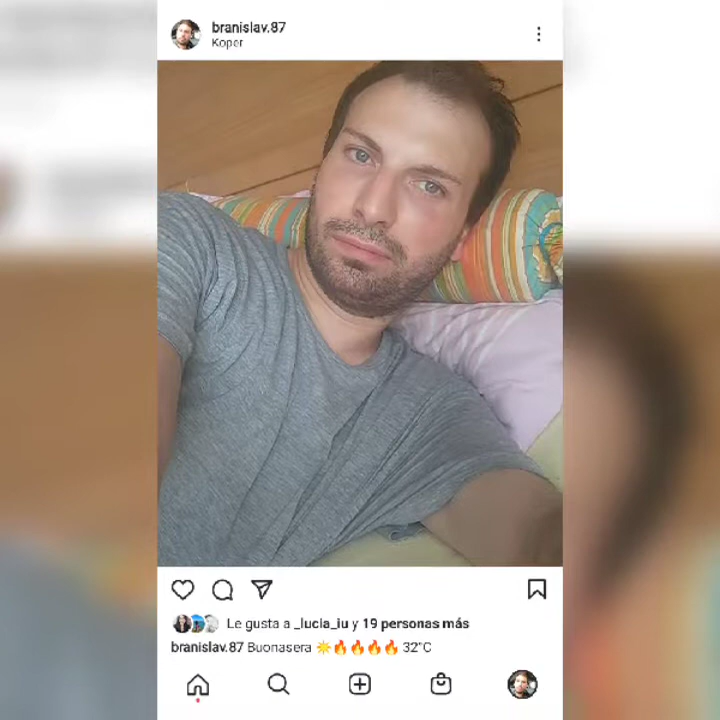 branislav.87
Koper
Le gusta a _lucia_iu y 19 personas más
branislav.87 Buonasera ☀️🔥🔥🔥🔥 32°C